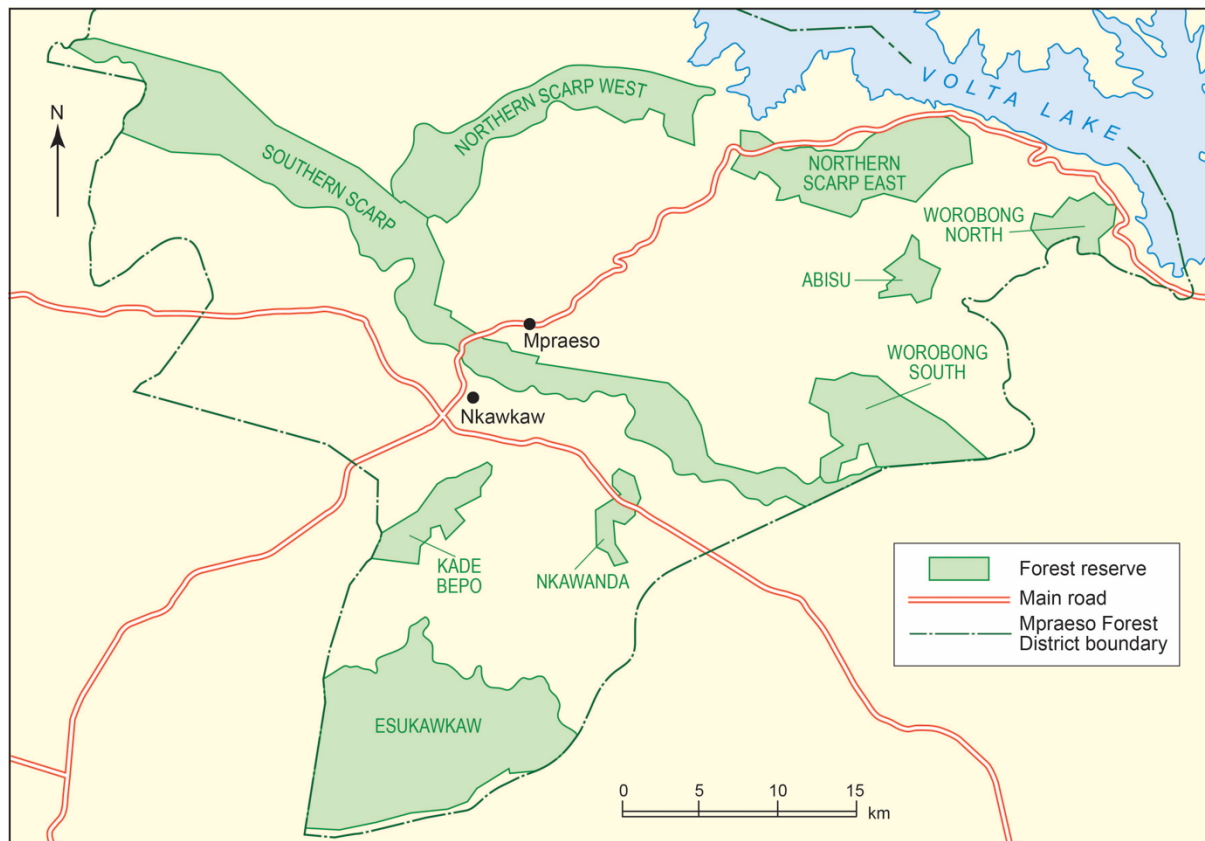 N
SOUTHERN SCARP
NORTHERN SCARP WEST
VOLTA LAKE
NORTHERN
SCARP EAST
WOROBONG
NORTH
ABISU
Mpraeso
WOROBONG
SOUTH
Nkawkaw
KADE
BEPO
NKAWANDA
ESUKAWKAW
Forest reserve
Main road
Mpraeso Forest
District boundary
0 5 10 15
km